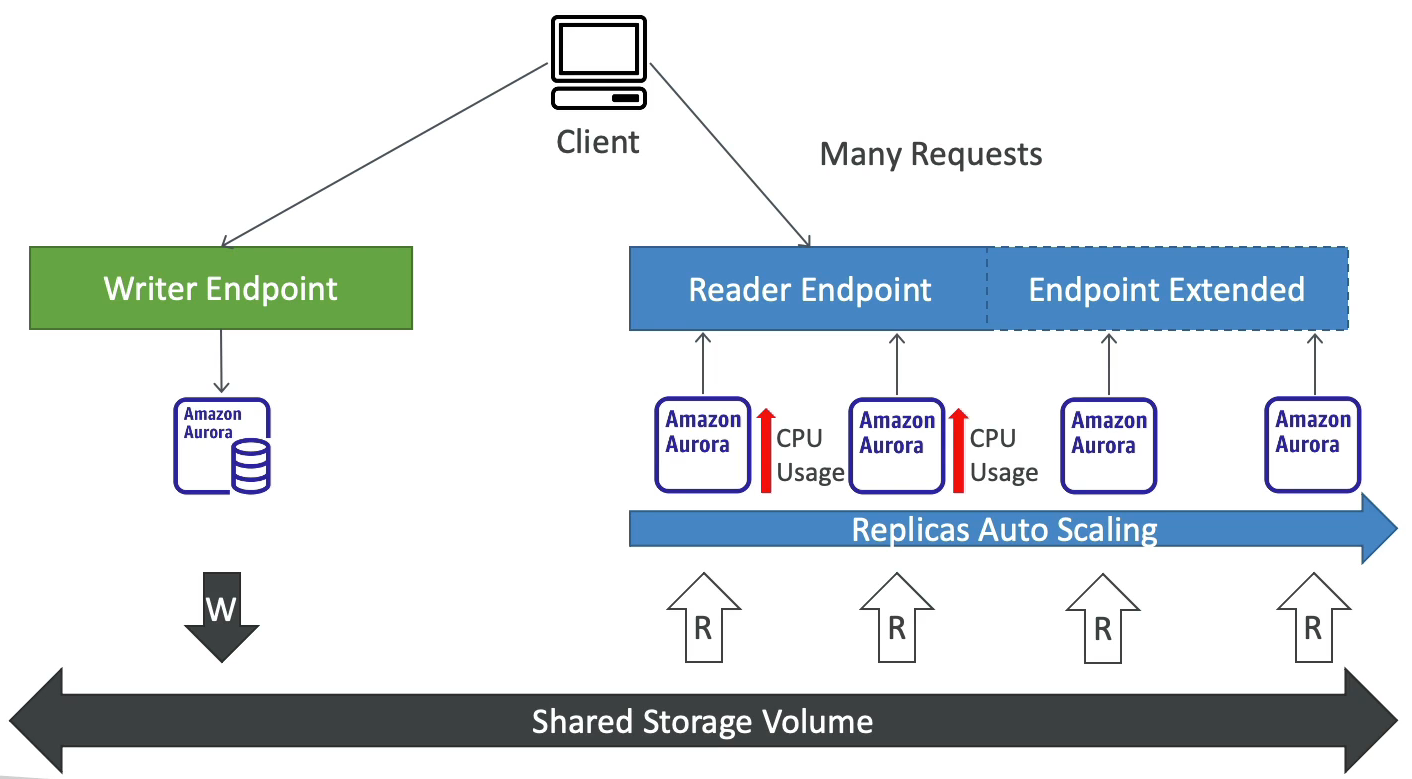 Client
Many Requests
Writer Endpoint
Reader Endpoint
Endpoint Extended
Amazon
Aurora
Amazon
Aurora
CPU
Usage
Amazon
Aurora
CPU
Usage
Amazon
Aurora
Amazon
Aurora
Replicas Auto Scaling
W
R
R
R
R
Shared Storage Volume